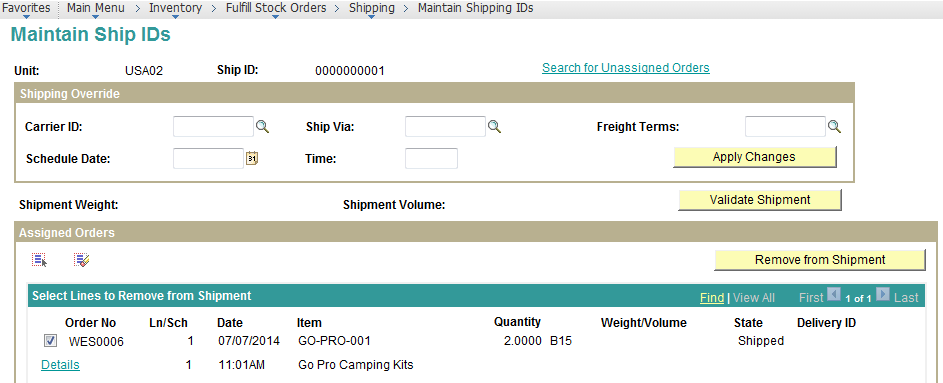 Favorites Main Menu > Inventory > Fulfill Stock Orders > Shipping > Maintain Shipping IDs
Maintain Ship IDs
Unit: USA02 Ship ID: 0000000001 Search for Unassigned Orders
Shipping Override
Carrier ID: Ship Via: Freight Terms:
Schedule Date: 31 Time: Apply Changes
Shipment Weight: Shipment Volume: Validate Shipment
Assigned Orders
Remove from Shipment
Select Lines to Remove from Shipment Find | View All First 1 of 1 Last
Order No Ln/Sch Date Item Quantity Weight/Volume State Delivery ID
WES0006 1 07/07/2014 GO-PRO-001 2.0000 B15 Shipped
Details 1 11:01AM Go Pro Camping Kits